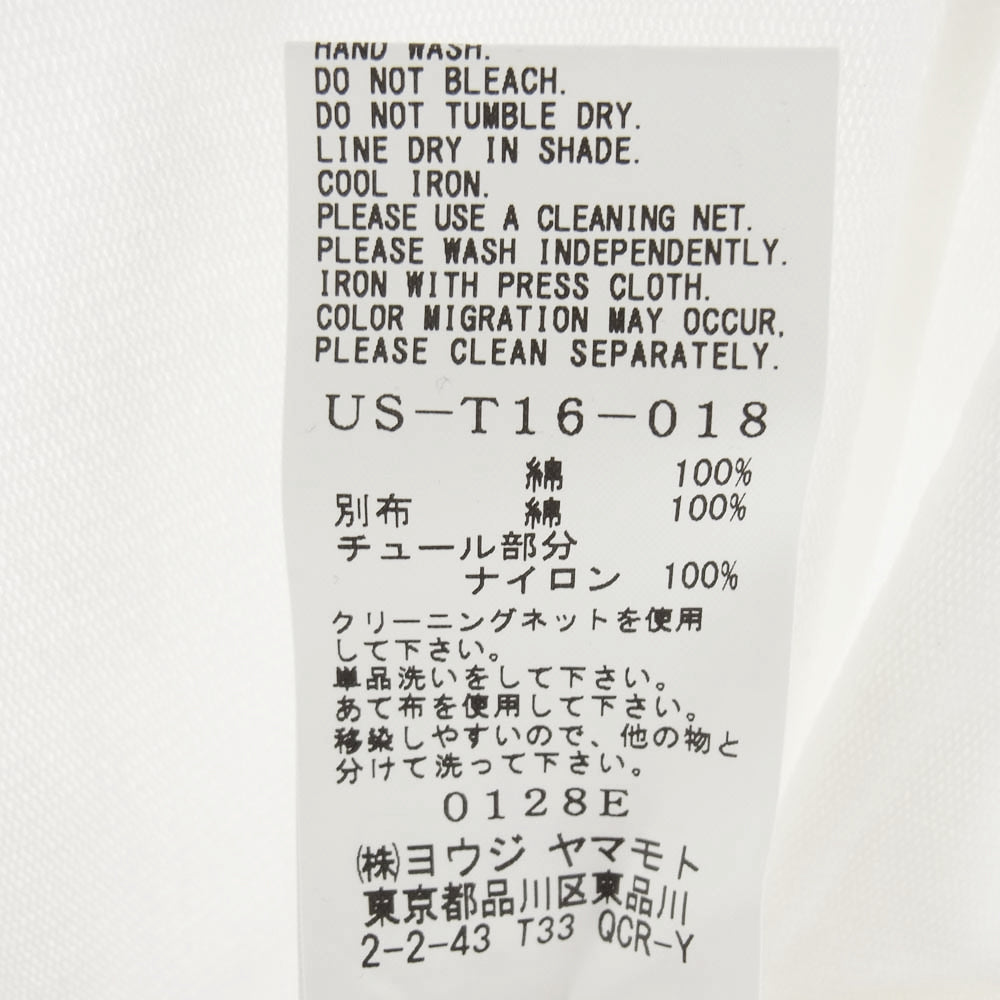 HAND WASH.
DO NOT BLEACH.
DO NOT TUMBLE DRY.
LINE DRY IN SHADE.
COOL IRON.
PLEASE USE A CLEANING NET.
PLEASE WASH INDEPENDENTLY.
IRON WITH PRESS CLOTH.
COLOR MIGRATION MAY OCCUR,
PLEASE CLEAN SEPARATELY.
US-T16-018
綿 100%
別布 綿 100%
チュール部分
ナイロン 100%
クリーニングネットを使用
して下さい。
単品洗いをして下さい。
あて布を使用して下さい。
移染しやすいので、他の物と
分けて洗って下さい。
0128E
㈱ヨウジ ヤマモト
東京都品川区東品川
2-2-43 T33 QCR-Y